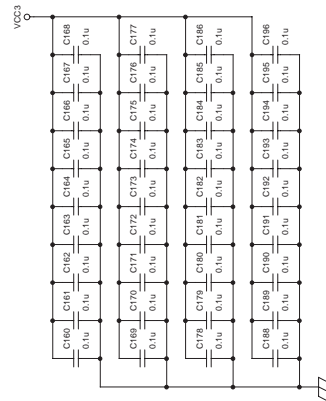 VCC3
C168
0.1u
C177
0.1u
C186
0.1u
C196
0.1u
C167
0.1u
C176
0.1u
C185
0.1u
C195
0.1u
C166
0.1u
C175
0.1u
C184
0.1u
C194
0.1u
C165
0.1u
C174
0.1u
C183
0.1u
C193
0.1u
C164
0.1u
C173
0.1u
C182
0.1u
C192
0.1u
C163
0.1u
C172
0.1u
C181
0.1u
C191
0.1u
C162
0.1u
C171
0.1u
C180
0.1u
C190
0.1u
C161
0.1u
C170
0.1u
C179
0.1u
C189
0.1u
C160
0.1u
C169
0.1u
C178
0.1u
C188
0.1u